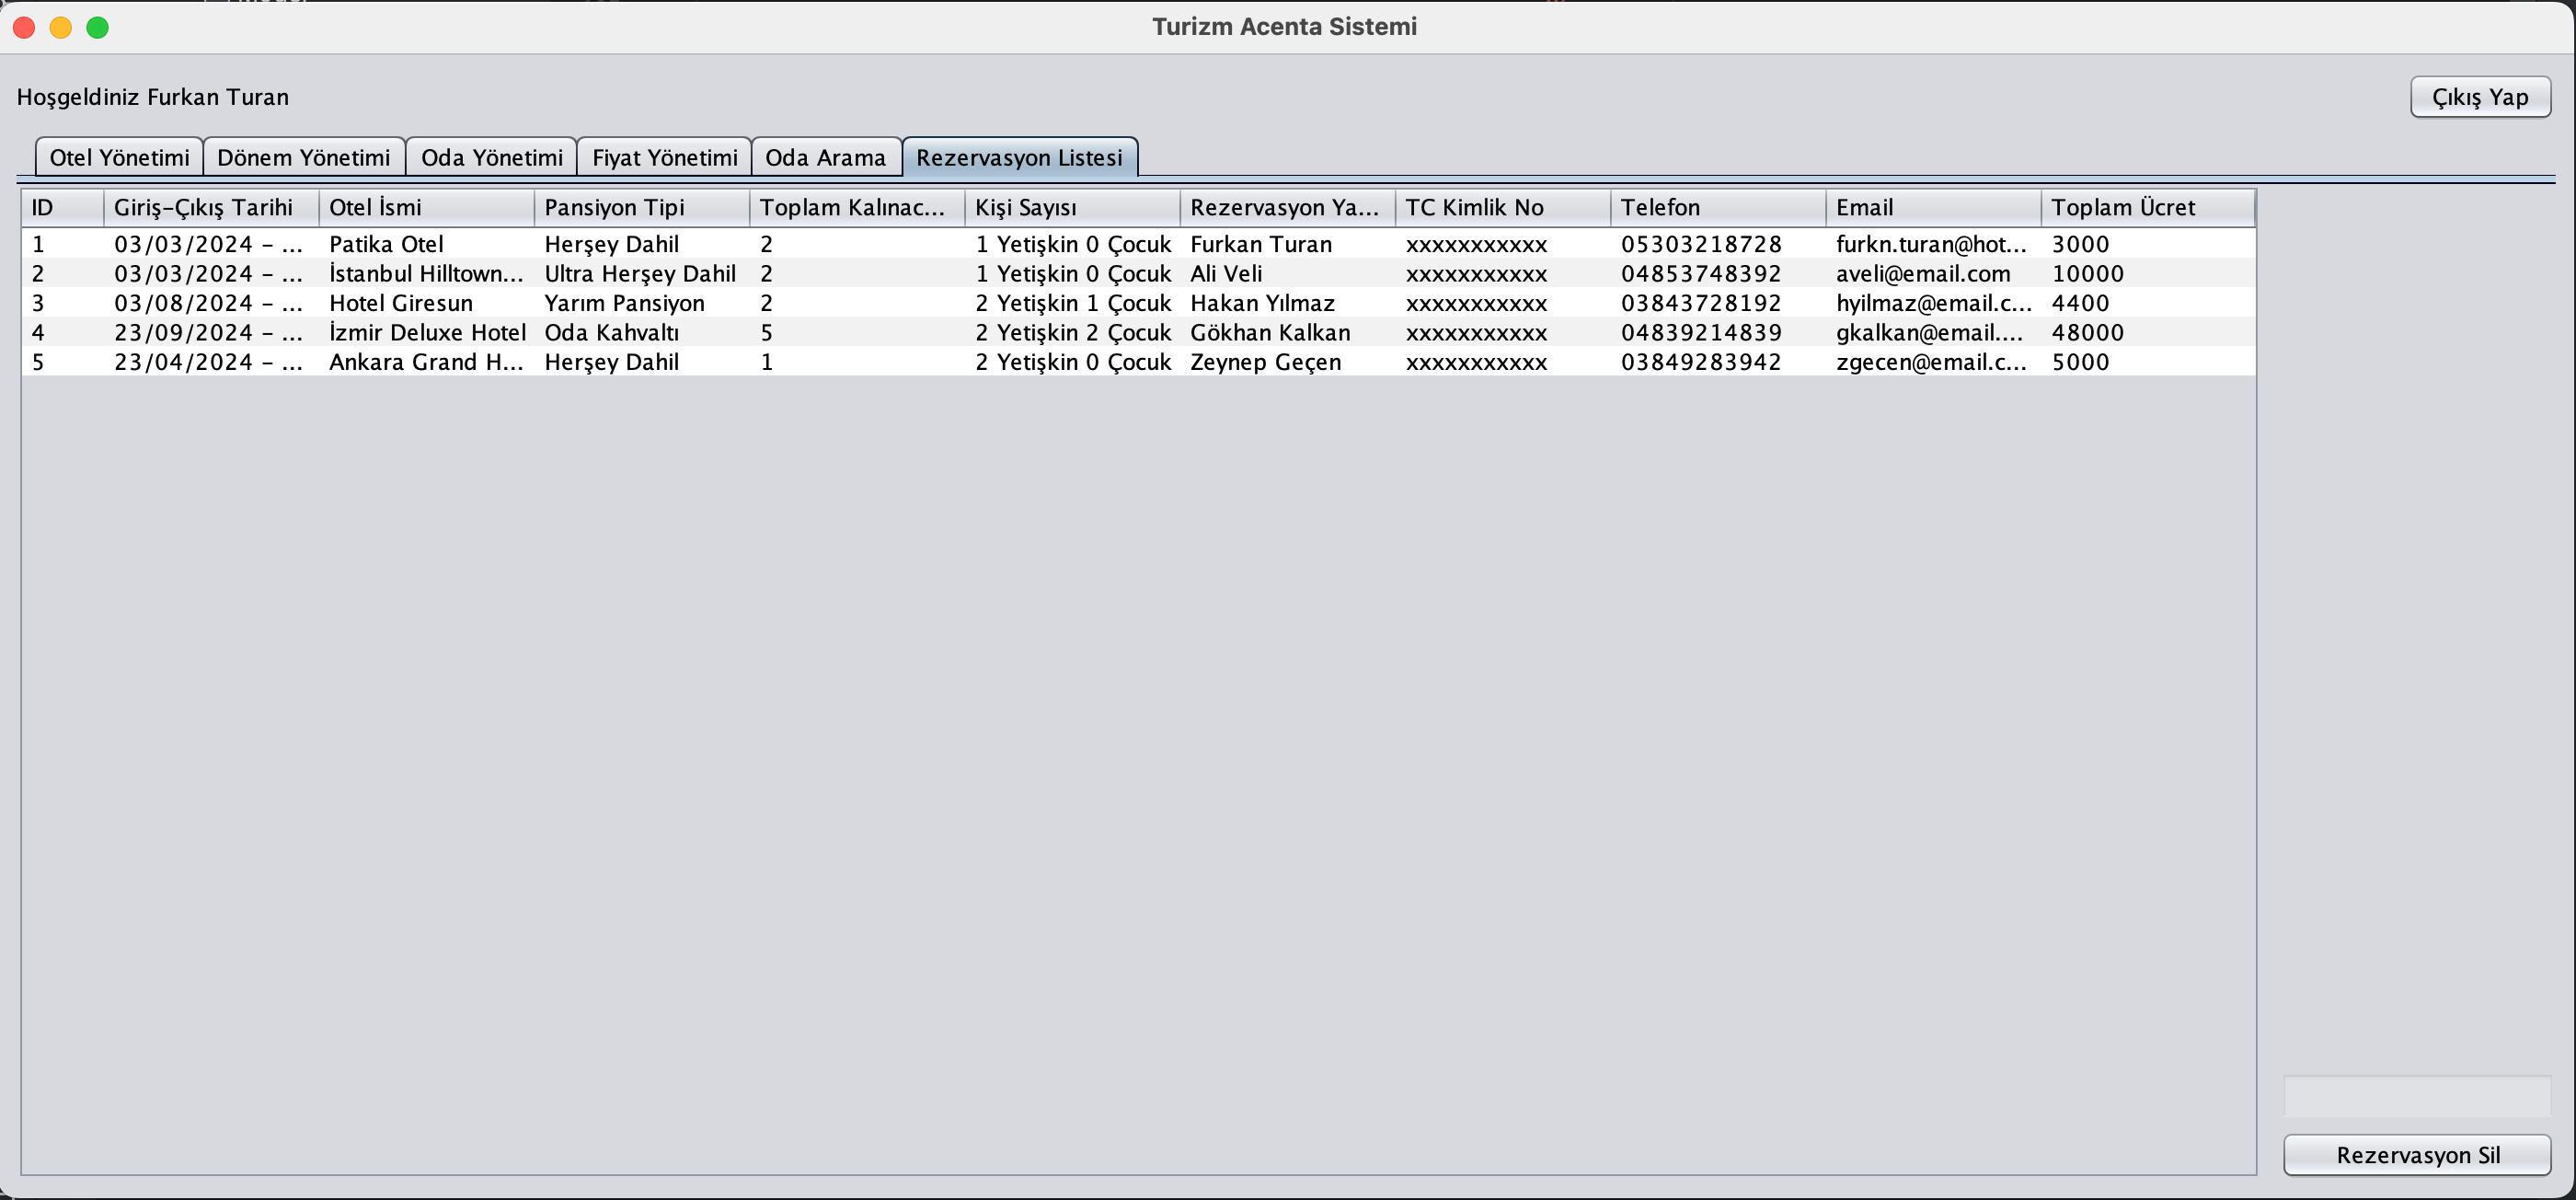 Turizm Acenta Sistemi
Hoşgeldiniz Furkan Turan
Çıkış Yap
Otel Yönetimi Dönem Yönetimi Oda Yönetimi Fiyat Yönetimi Oda Arama Rezervasyon Listesi
ID Giriş-Çıkış Tarihi Otel İsmi Pansiyon Tipi Toplam Kalınac... Kişi Sayısı Rezervasyon Ya... TC Kimlik No Telefon Email Toplam Ücret
1 03/03/2024 - ... Patika Otel Herşey Dahil 2 1 Yetişkin 0 Çocuk Furkan Turan xxxxxxxxxxx 05303218728 furkn.turan@hot... 3000
2 03/03/2024 - ... İstanbul Hilltown... Ultra Herşey Dahil 2 1 Yetişkin 0 Çocuk Ali Veli xxxxxxxxxxx 04853748392 aveli@email.com 10000
3 03/08/2024 - ... Hotel Giresun Yarım Pansiyon 2 2 Yetişkin 1 Çocuk Hakan Yılmaz xxxxxxxxxxx 03843728192 hyilmaz@email.c... 4400
4 23/09/2024 - ... İzmir Deluxe Hotel Oda Kahvaltı 5 2 Yetişkin 2 Çocuk Gökhan Kalkan xxxxxxxxxxx 04839214839 gkalkan@email.... 48000
5 23/04/2024 - ... Ankara Grand H... Herşey Dahil 1 2 Yetişkin 0 Çocuk Zeynep Geçen xxxxxxxxxxx 03849283942 zgecen@email.c... 5000
Rezervasyon Sil